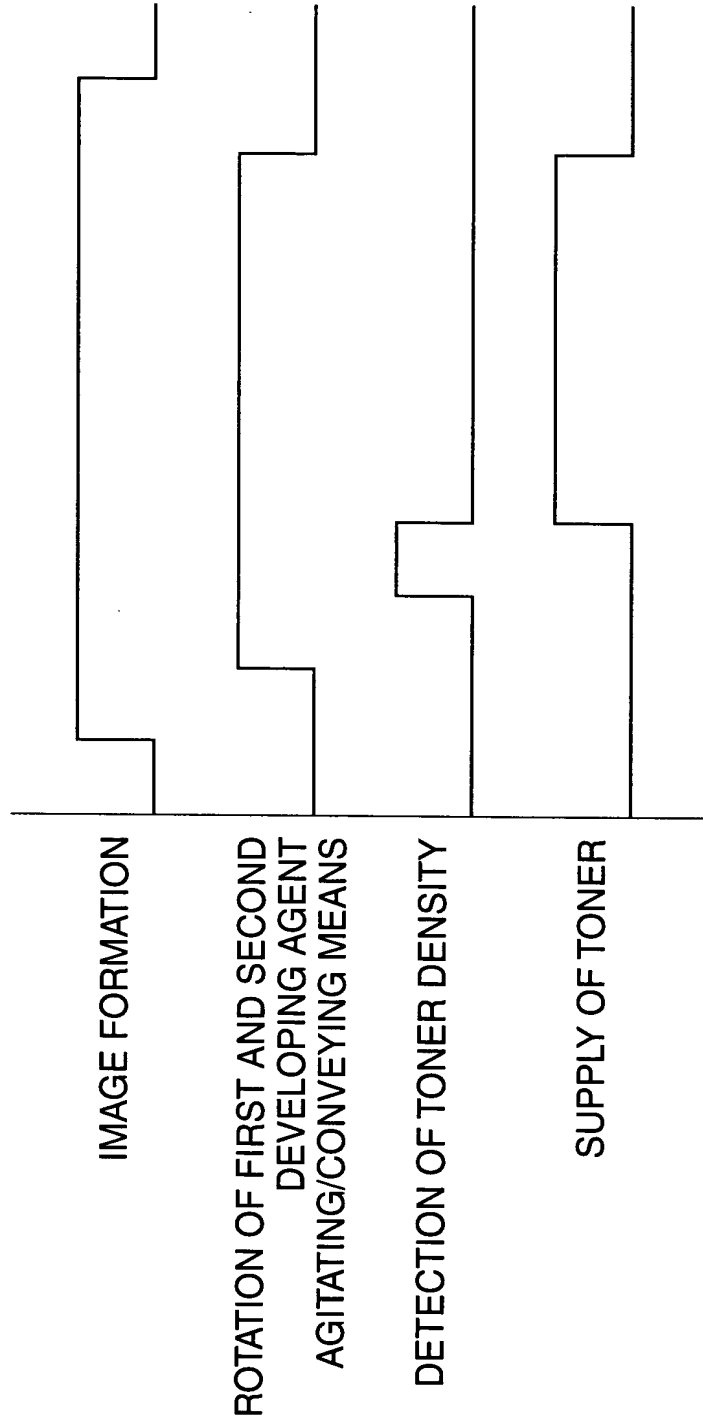 IMAGE FORMATION
ROTATION OF FIRST AND SECOND
DEVELOPING AGENT
AGITATING/CONVEYING MEANS
DETECTION OF TONER DENSITY
SUPPLY OF TONER